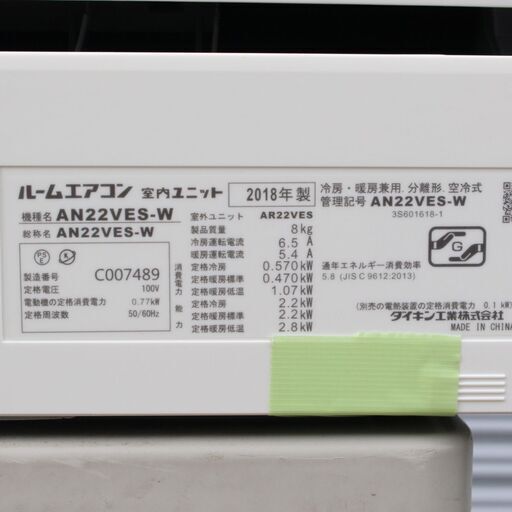 ルームエアコン 室内ユニット 2018年製
冷房・暖房兼用. 分離形. 空冷式
機種名 AN22VES-W
室外ユニット AR22VES
管理記号 AN22VES-W
総称名 AN22VES-W
製品質量 8kg
3S601618-1
冷房運転電流 6.5 A
暖房運転電流 5.4 A
PS
E
G
製造番号 C007489
定格電圧 100V
電動機の定格消費電力 0.77kW
定格周波数 50/60Hz
消費電力
定格冷房 0.570kW
定格暖房標準 0.470kW
定格暖房低温 1.07kW
能力
定格冷房 2.2kW
定格暖房標準 2.2kW
定格暖房低温 2.8kW
通年エネルギー消費効率
5.8 (JIS C 9612:2013)
(別売の電熱装置の定格消費電力 0.1 kW)
ダイキン工業株式会社
MADE IN CHINA